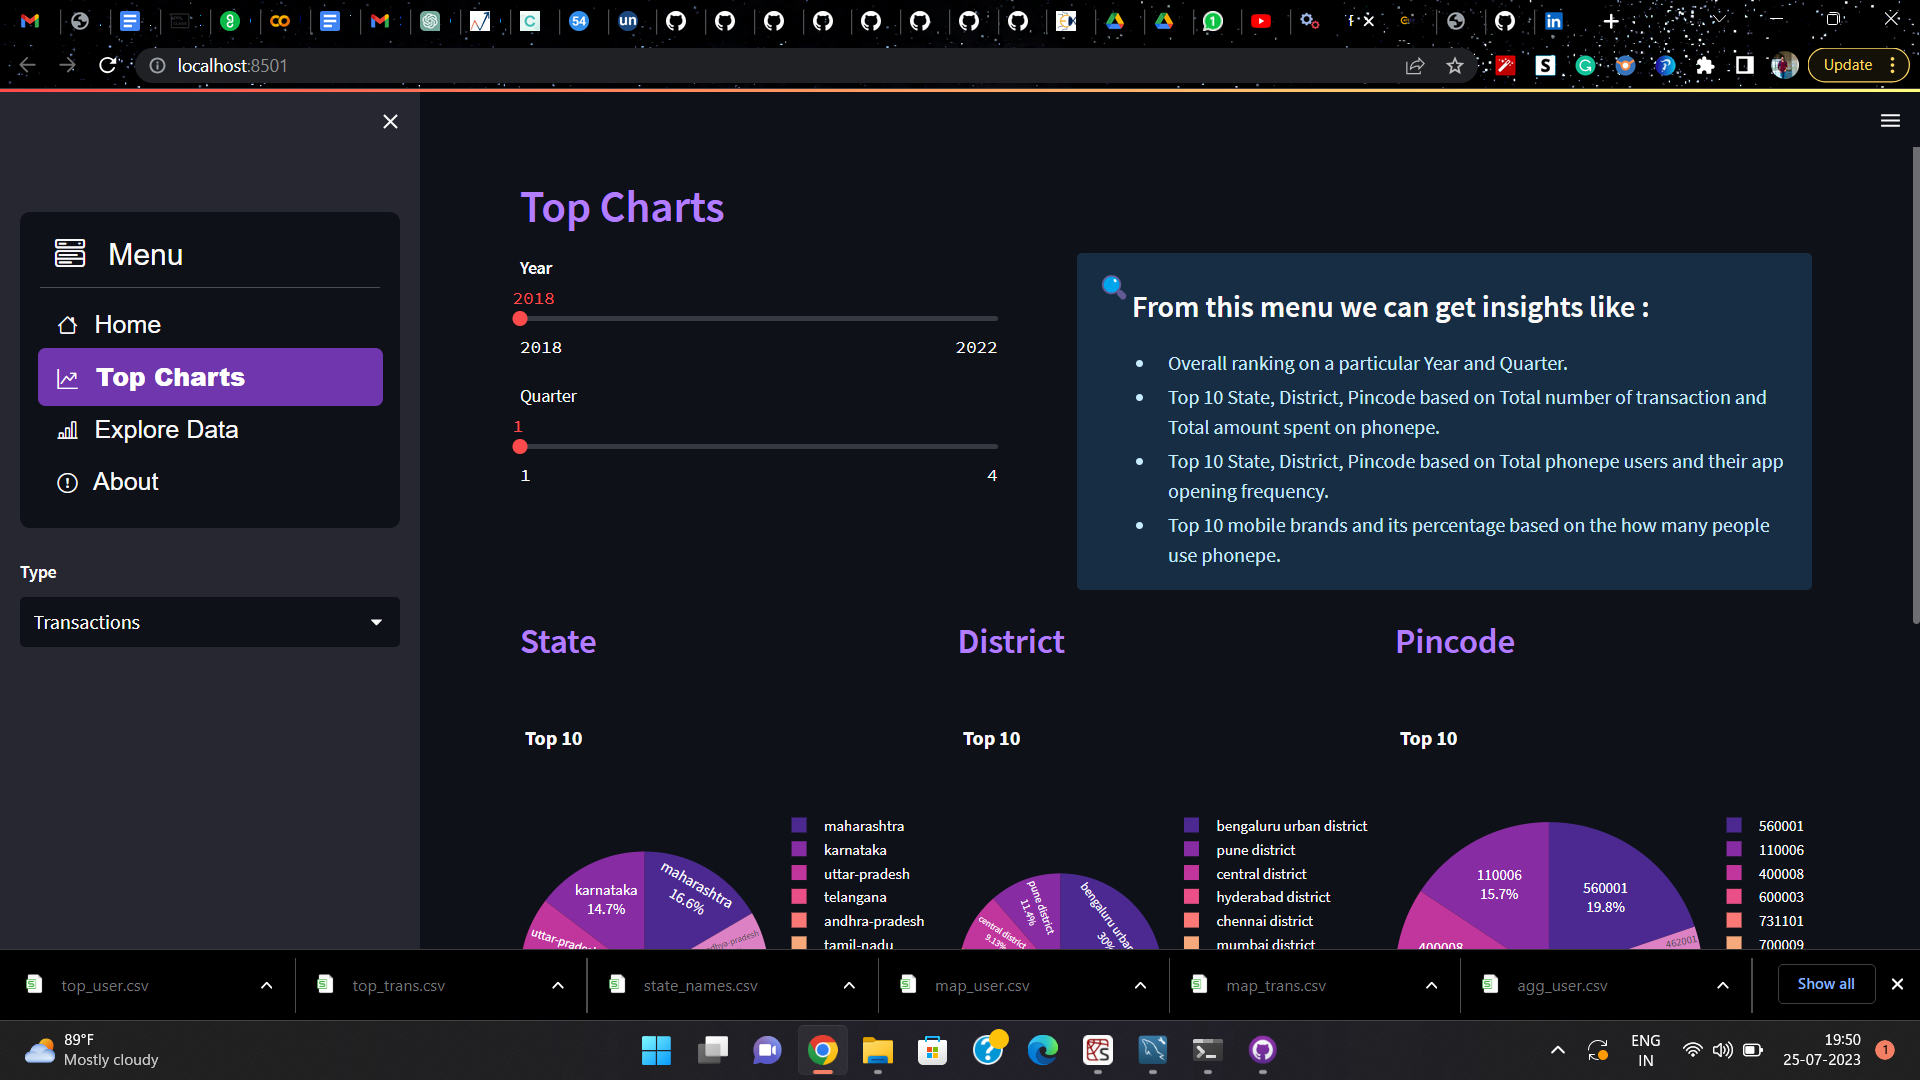 localhost:8501
Update
Menu
Home
Top Charts
Explore Data
About
Type
Transactions
Top Charts
Year
2018
2018
2022
Quarter
1
1
4
From this menu we can get insights like :
Overall ranking on a particular Year and Quarter.
Top 10 State, District, Pincode based on Total number of transaction and
Total amount spent on phonepe.
Top 10 State, District, Pincode based on Total phonepe users and their app
opening frequency.
Top 10 mobile brands and its percentage based on the how many people
use phonepe.
State
District
Pincode
Top 10
Top 10
Top 10
karnataka
14.7%
maharashtra
16.6%
maharashtra
karnataka
uttar-pradesh
telangana
andhra-pradesh
tamil-nadu
pune district
11.4%
central district
9.13%
bengaluru urban
30%
bengaluru urban district
pune district
central district
hyderabad district
chennai district
mumbai district
110006
15.7%
560001
19.8%
400008
462001
560001
110006
400008
600003
731101
700009
top_user.csv
top_trans.csv
state_names.csv
map_user.csv
map_trans.csv
agg_user.csv
Show all
89°F
Mostly cloudy
ENG
IN
19:50
25-07-2023
1